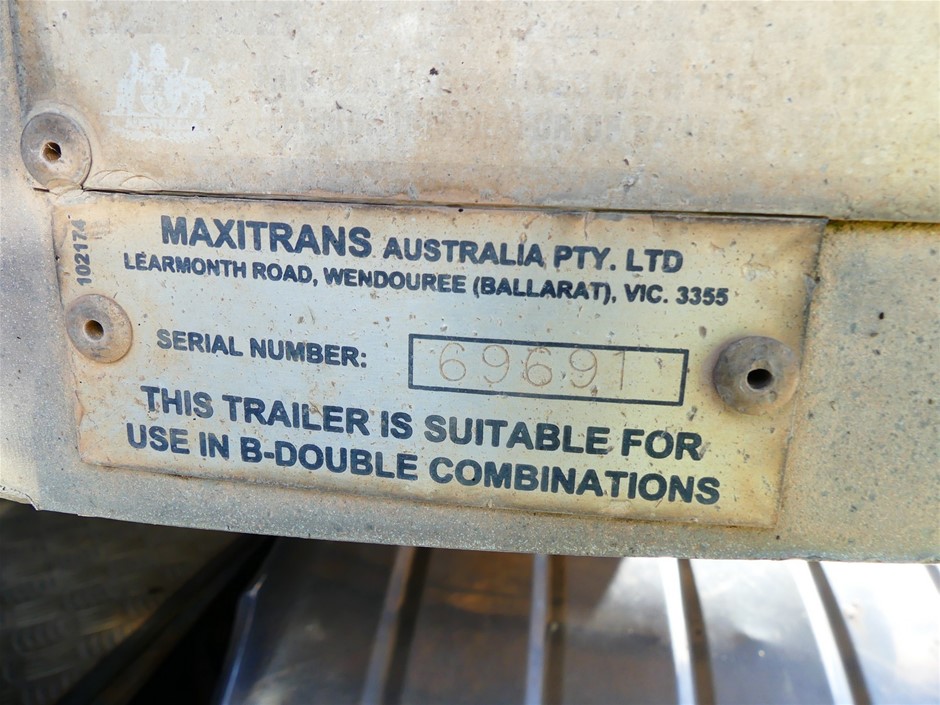 102174
MAXITRANS AUSTRALIA PTY. LTD
LEARMONTH ROAD, WENDOUREE (BALLARAT), VIC. 3355
SERIAL NUMBER: 69691
THIS TRAILER IS SUITABLE FOR
USE IN B-DOUBLE COMBINATIONS